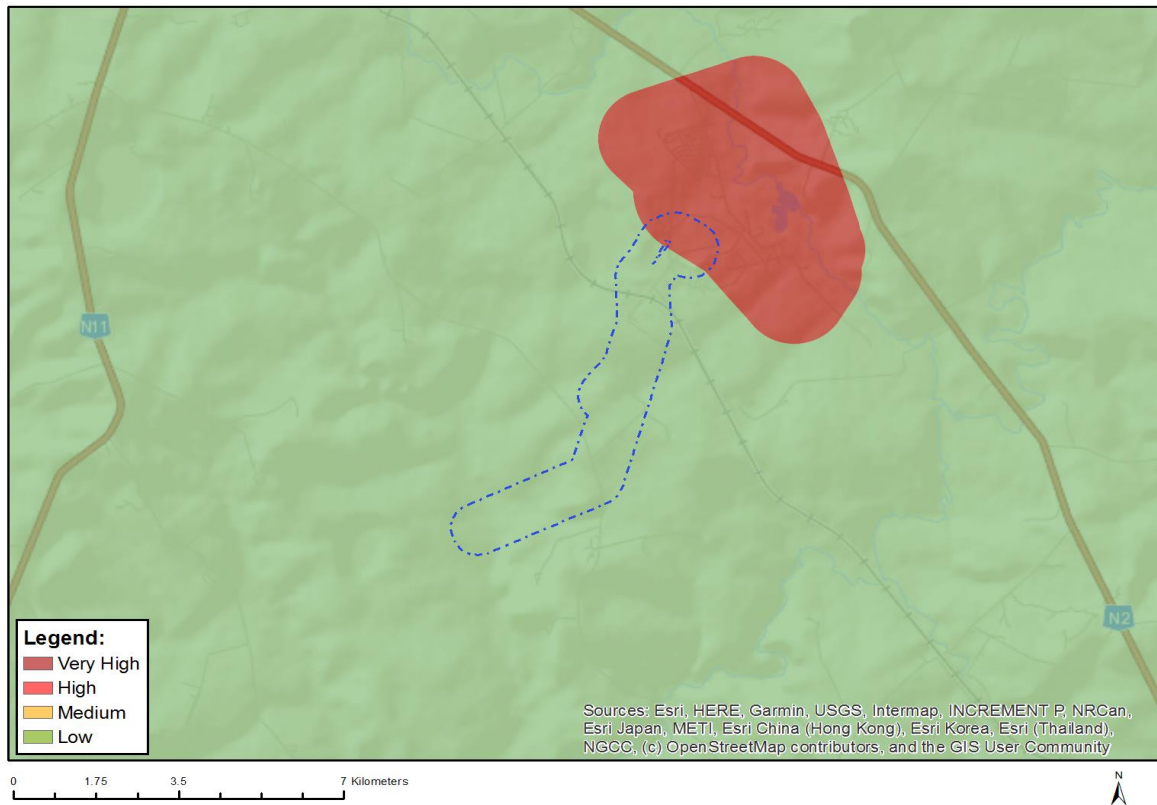 N11
N2
Legend:
Very High
High
Medium
Low
Sources: Esri, HERE, Garmin, USGS, Intermap, INCREMENT P, NRCan,
Esri Japan, METI, Esri China (Hong Kong), Esri Korea, Esri (Thailand),
NGCC, (c) OpenStreetMap contributors, and the GIS User Community
0 1.75 3.5 7 Kilometers
N